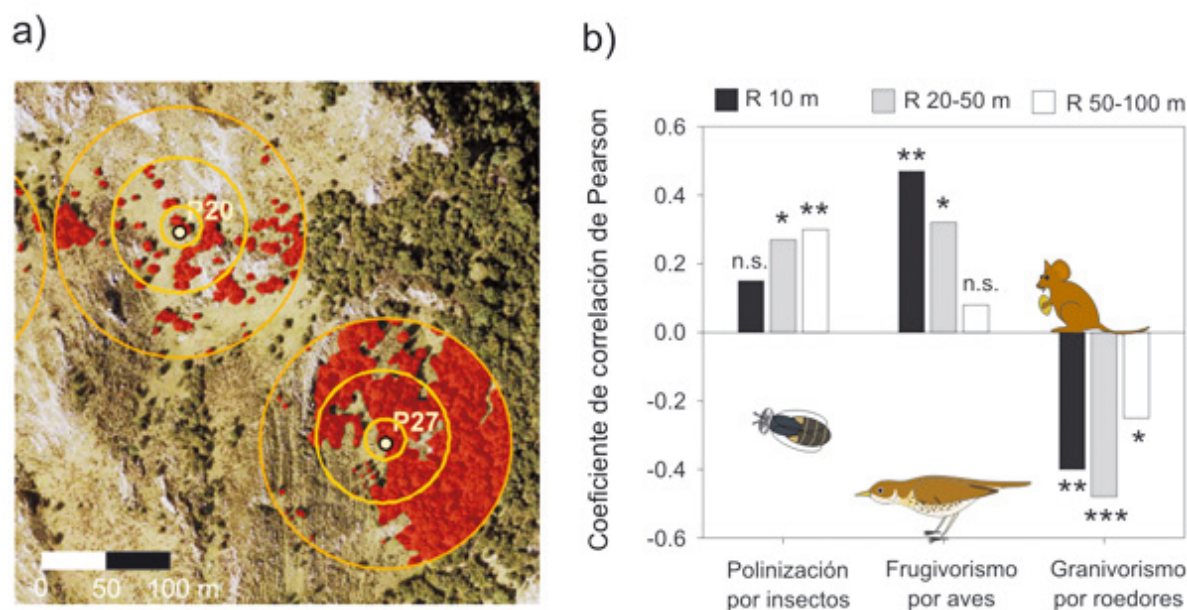 a)
P20
P27
0 50 100 m
b)
R 10 m R 20-50 m R 50-100 m
Coeficiente de correlación de Pearson
0.6
0.4
0.2
0.0
-0.2
-0.4
-0.6
n.s. * **
** * n.s.
** *** *
Polinización por insectos
Frugivorismo por aves
Granivorismo por roedores